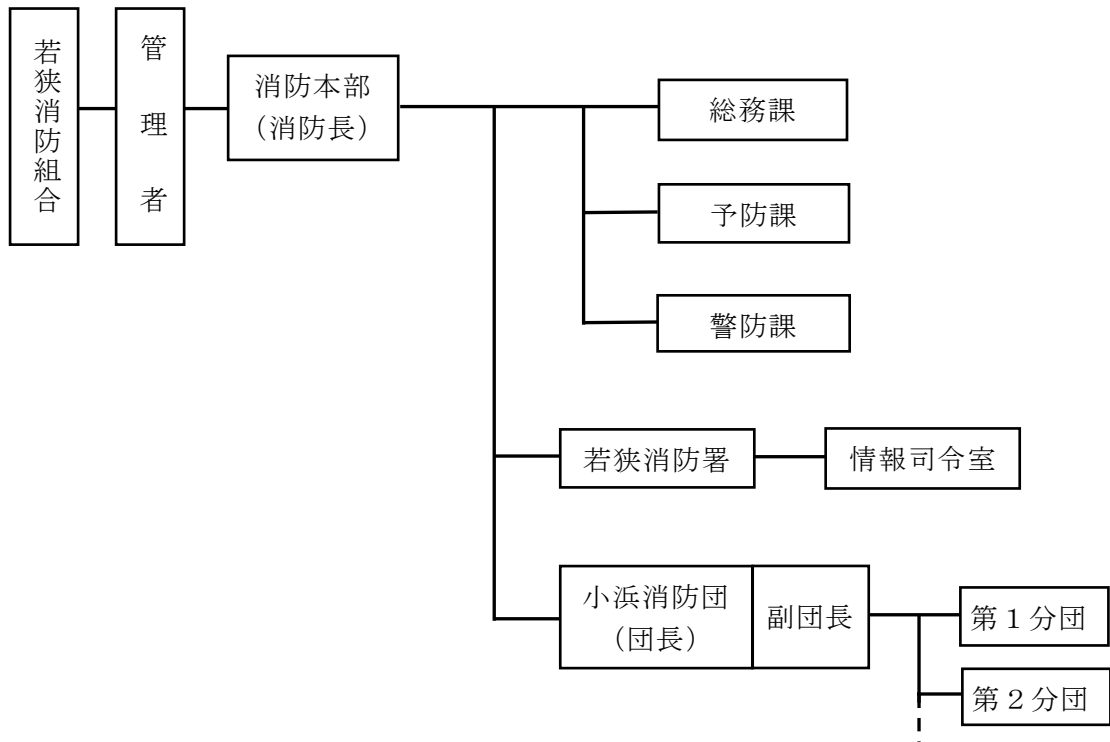 若狭消防組合
管理者
消防本部
（消防長）
総務課
予防課
警防課
若狭消防署
情報司令室
小浜消防団
（団長）
副団長
第１分団
第２分団